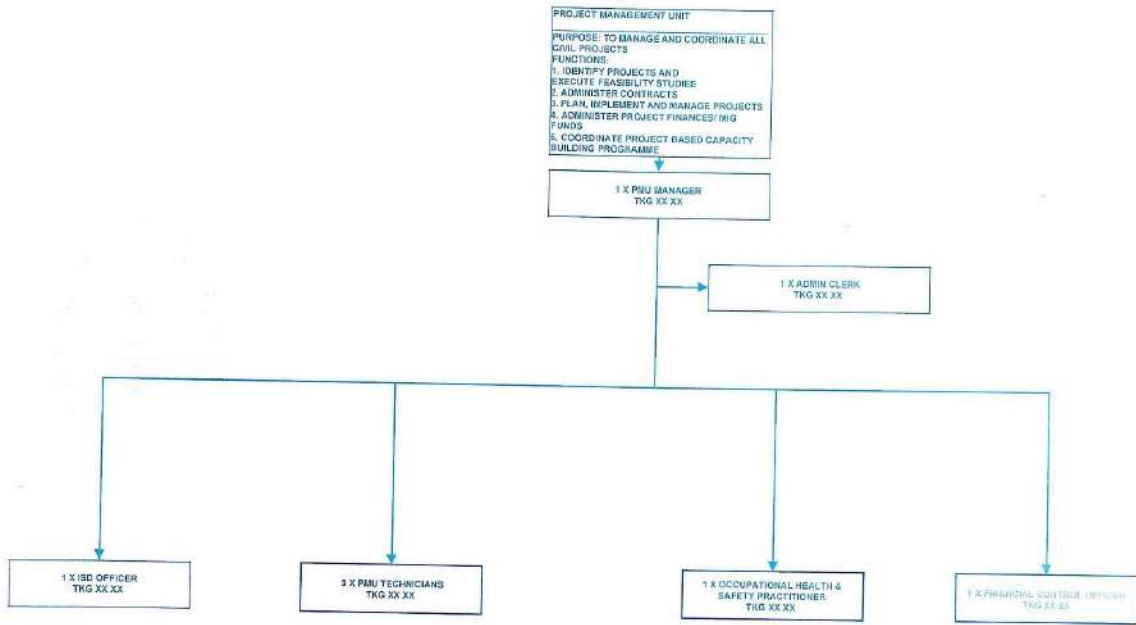 PROJECT MANAGEMENT UNIT
PURPOSE: TO MANAGE AND COORDINATE ALL
CIVIL PROJECTS
FUNCTIONS:
1. IDENTIFY PROJECTS AND
EXECUTE FEASIBILITY STUDIES
2. ADMINISTER CONTRACTS
3. PLAN, IMPLEMENT AND MANAGE PROJECTS
4. ADMINISTER PROJECT FINANCES/ MIG
FUNDS
5. COORDINATE PROJECT BASED CAPACITY
BUILDING PROGRAMME
1 X PMU MANAGER
TKG XX XX
1 X ADMIN CLERK
TKG XX XX
1 X ISD OFFICER
TKG XX XX
3 X PMU TECHNICIANS
TKG XX XX
1 X OCCUPATIONAL HEALTH &
SAFETY PRACTITIONER
TKG XX XX
1 X FINANCIAL CONTROL OFFICER
TKG XX XX